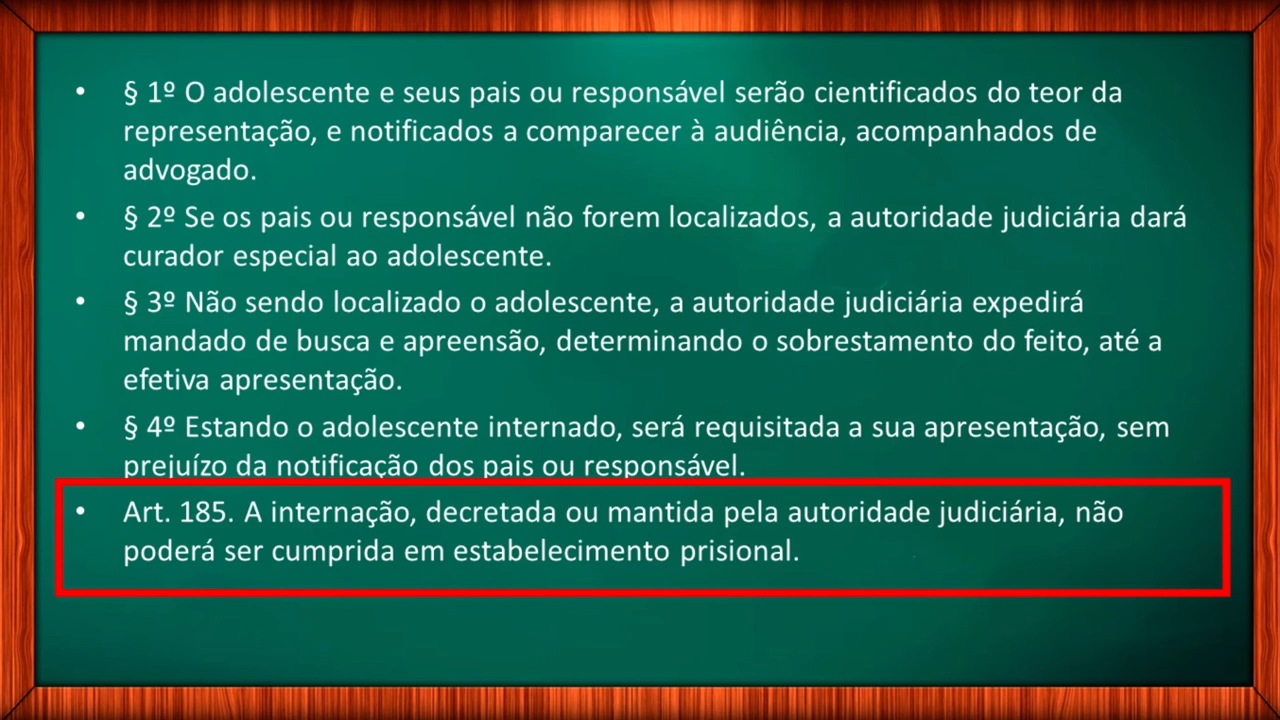 • § 1º O adolescente e seus pais ou responsável serão cientificados do teor da
representação, e notificados a comparecer à audiência, acompanhados de
advogado.
• § 2º Se os pais ou responsável não forem localizados, a autoridade judiciária dará
curador especial ao adolescente.
• § 3º Não sendo localizado o adolescente, a autoridade judiciária expedirá
mandado de busca e apreensão, determinando o sobrestamento do feito, até a
efetiva apresentação.
• § 4º Estando o adolescente internado, será requisitada a sua apresentação, sem
prejuízo da notificação dos pais ou responsável.
• Art. 185. A internação, decretada ou mantida pela autoridade judiciária, não
poderá ser cumprida em estabelecimento prisional.